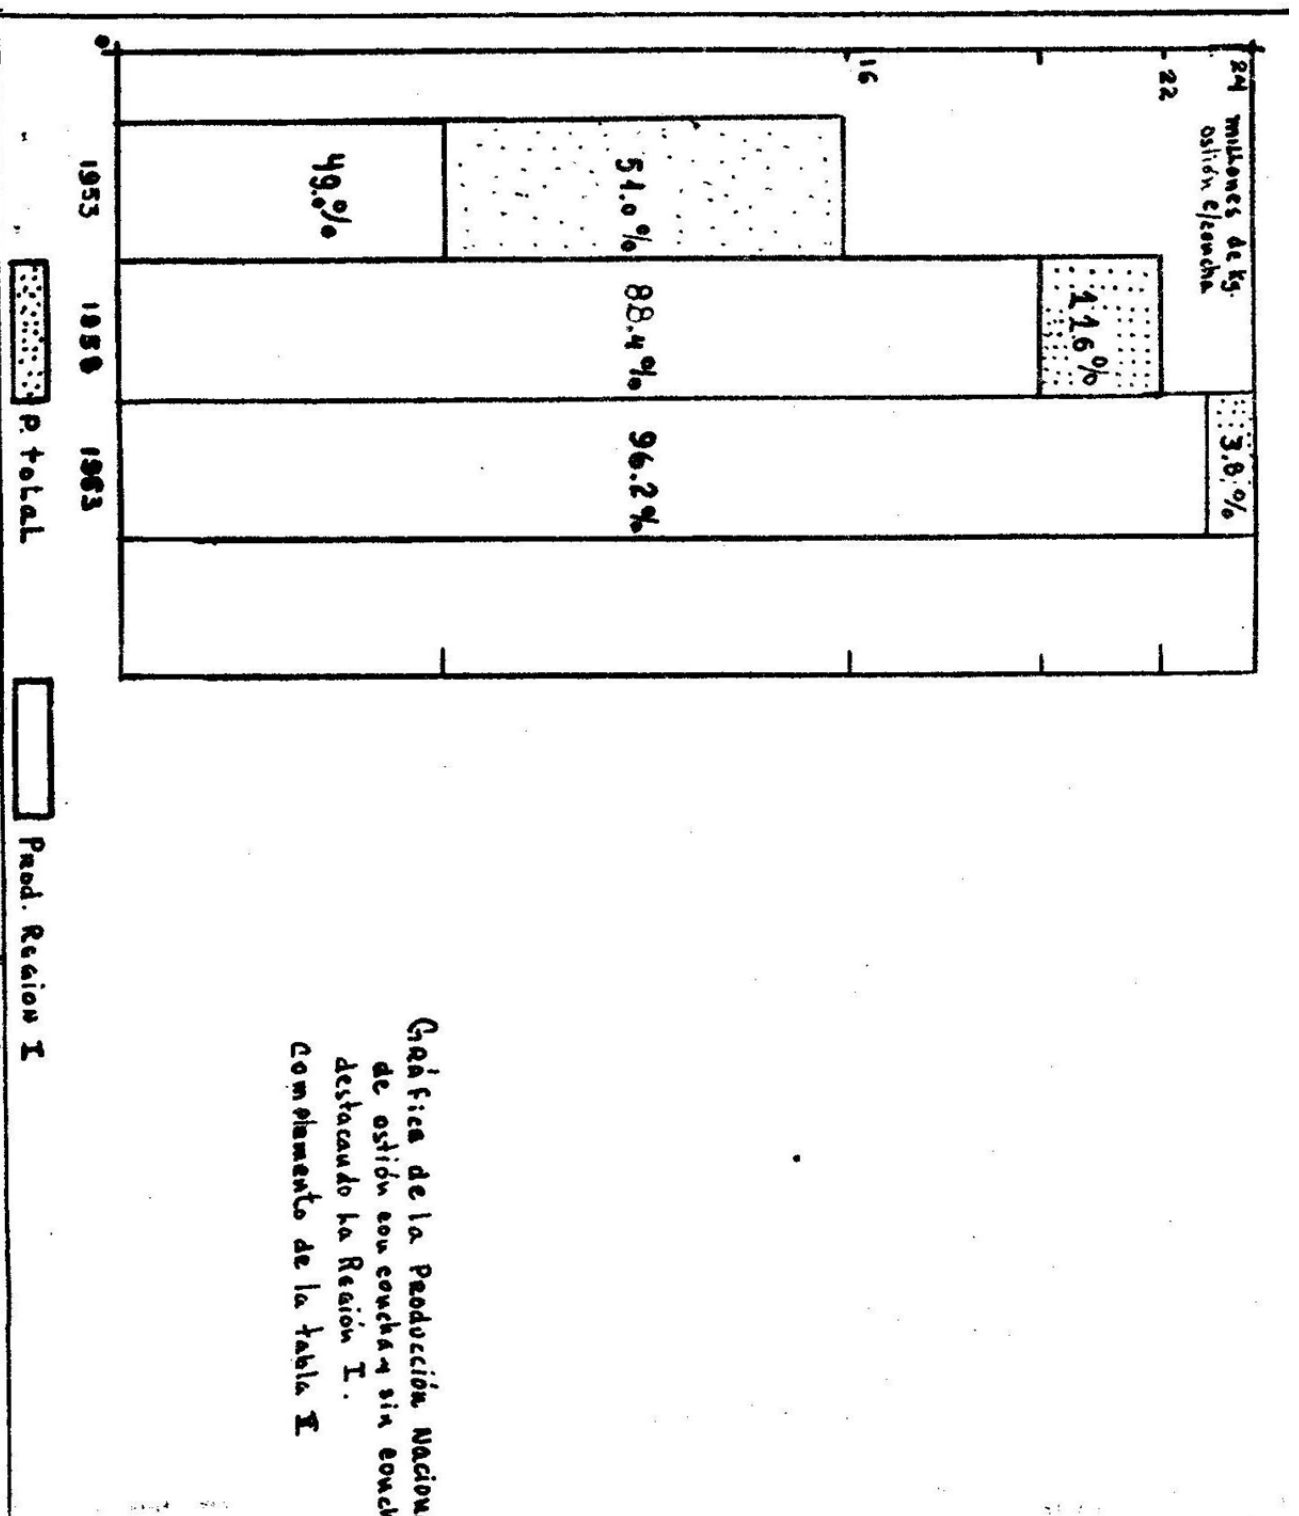 24 millones de Kg.
ostión c/concha
22
16
0
51.0%
49.0%
11.6%
88.4%
3.8%
96.2%
1953
1958
1963
P. total
Prod. Region I
Gráfica de la Producción Nacion
de ostión con concha y sin conch
destacando la Región I.
Complemento de la tabla